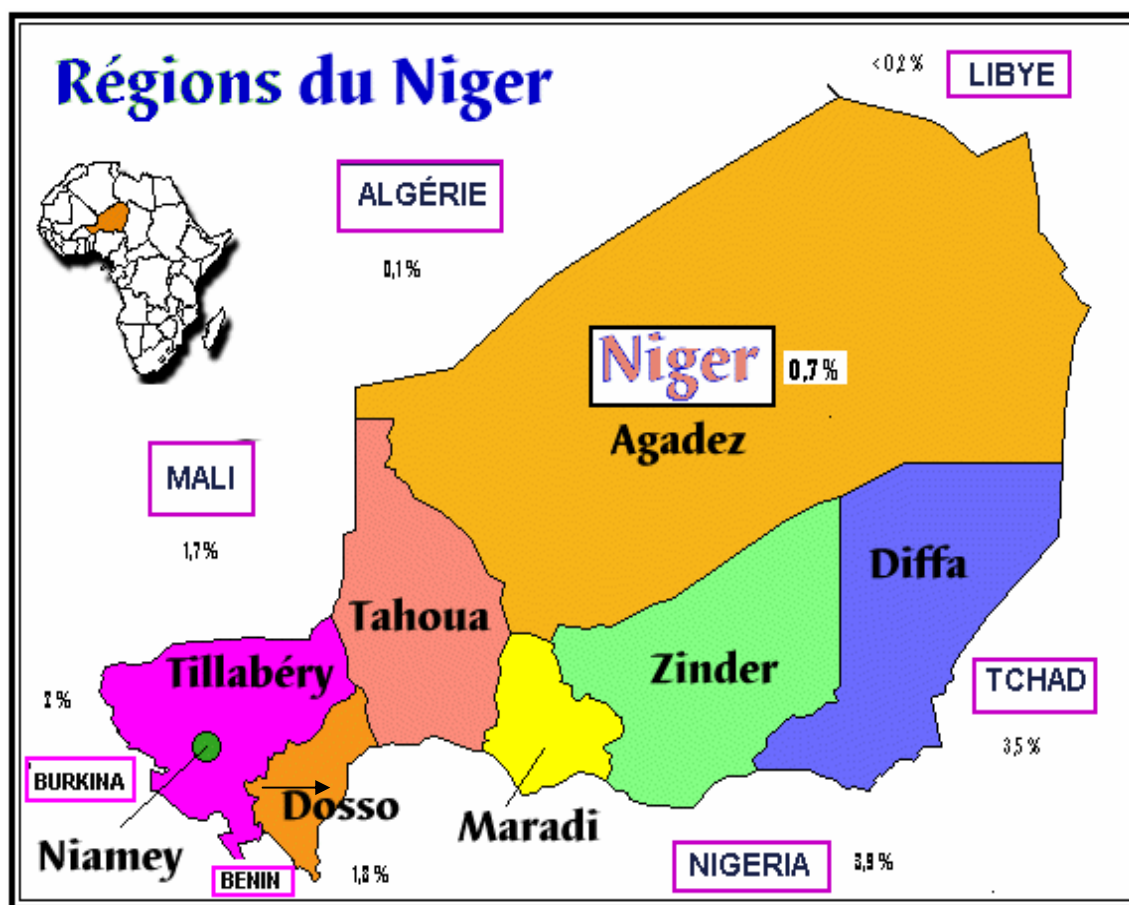 Régions du Niger
< 0,2 %
LIBYE
ALGÉRIE
0,1 %
Niger
0,7 %
Agadez
MALI
1,7 %
Diffa
Tahoua
Zinder
Tillabéry
TCHAD
3,5 %
2 %
BURKINA
Dosso
Maradi
Niamey
BENIN
1,8 %
NIGERIA
3,9 %